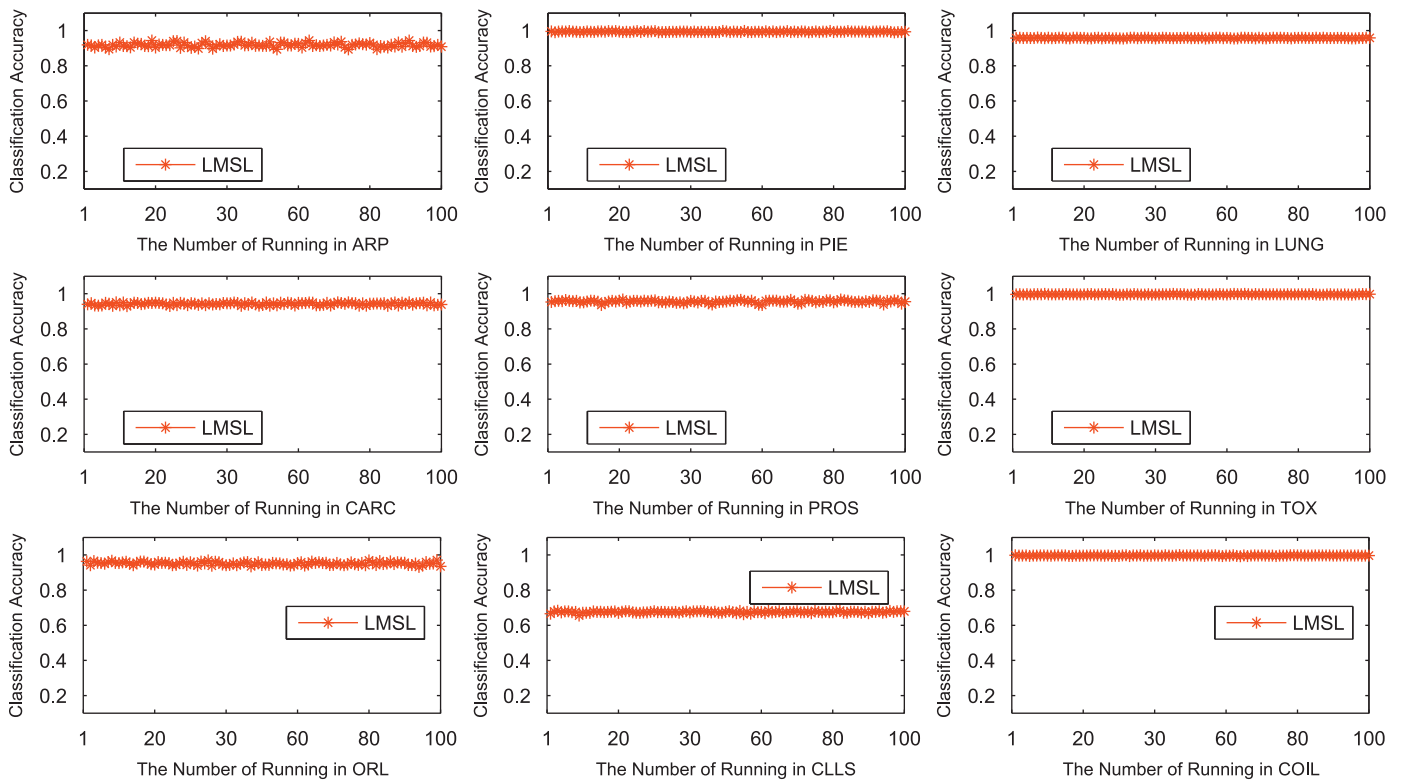 Classification Accuracy
1
0.8
0.6
0.4
0.2
LMSL
1 20 30 60 80 100
The Number of Running in ARP
Classification Accuracy
1
0.8
0.6
0.4
0.2
LMSL
1 20 30 60 80 100
The Number of Running in PIE
Classification Accuracy
1
0.8
0.6
0.4
0.2
LMSL
1 20 30 60 80 100
The Number of Running in LUNG
Classification Accuracy
1
0.8
0.6
0.4
0.2
LMSL
1 20 30 60 80 100
The Number of Running in CARC
Classification Accuracy
1
0.8
0.6
0.4
0.2
LMSL
1 20 30 60 80 100
The Number of Running in PROS
Classification Accuracy
1
0.8
0.6
0.4
0.2
LMSL
1 20 30 60 80 100
The Number of Running in TOX
Classification Accuracy
1
0.8
0.6
0.4
0.2
LMSL
1 20 30 60 80 100
The Number of Running in ORL
Classification Accuracy
1
0.8
0.6
0.4
0.2
LMSL
1 20 30 60 80 100
The Number of Running in CLLS
Classification Accuracy
1
0.8
0.6
0.4
0.2
LMSL
1 20 30 60 80 100
The Number of Running in COIL